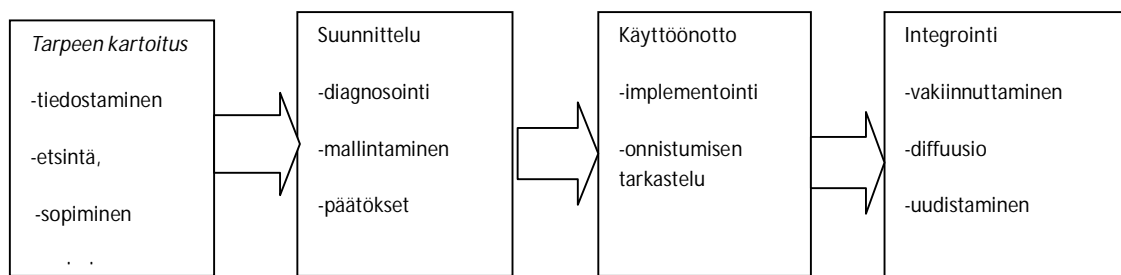 Tarpeen kartoitus
-tiedostaminen
-etsintä,
-sopiminen
. .
Suunnittelu
-diagnosointi
-mallintaminen
-päätökset
Käyttöönotto
-implementointi
-onnistumisen
tarkastelu
Integrointi
-vakiinnuttaminen
-diffuusio
-uudistaminen